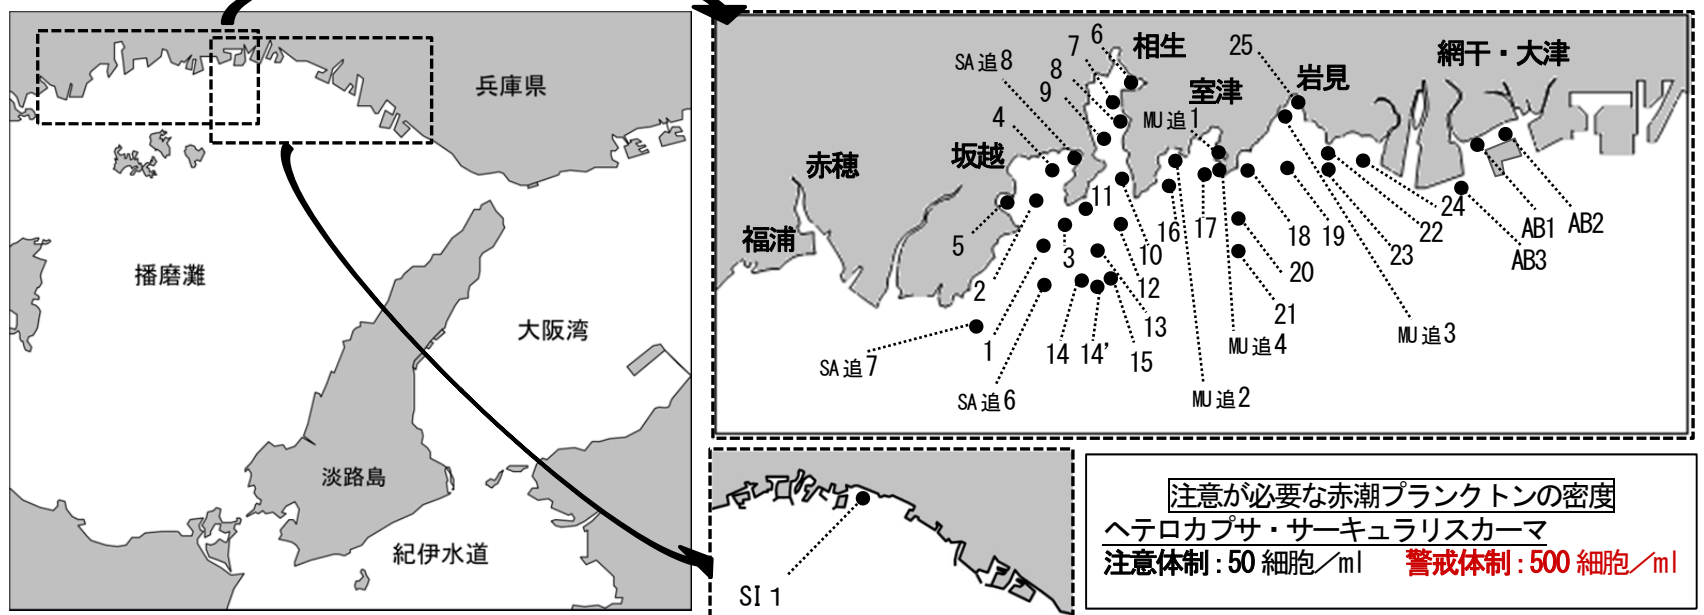 兵庫県
播磨灘
大阪湾
淡路島
紀伊水道
6
相生
7
25
網干・大津
SA追8
8
岩見
9
室津
4
MU追1
坂越
赤穂
11
24
5
16
17
18
19
22
AB1
AB2
福浦
3
10
23
AB3
2
12
20
13
21
1
14
14’
15
MU追4
MU追3
SA追7
SA追6
MU追2
SI 1
注意が必要な赤潮プランクトンの密度
ヘテロカプサ・サーキュラリスカーマ
注意体制:50 細胞／ml 警戒体制:500 細胞／ml